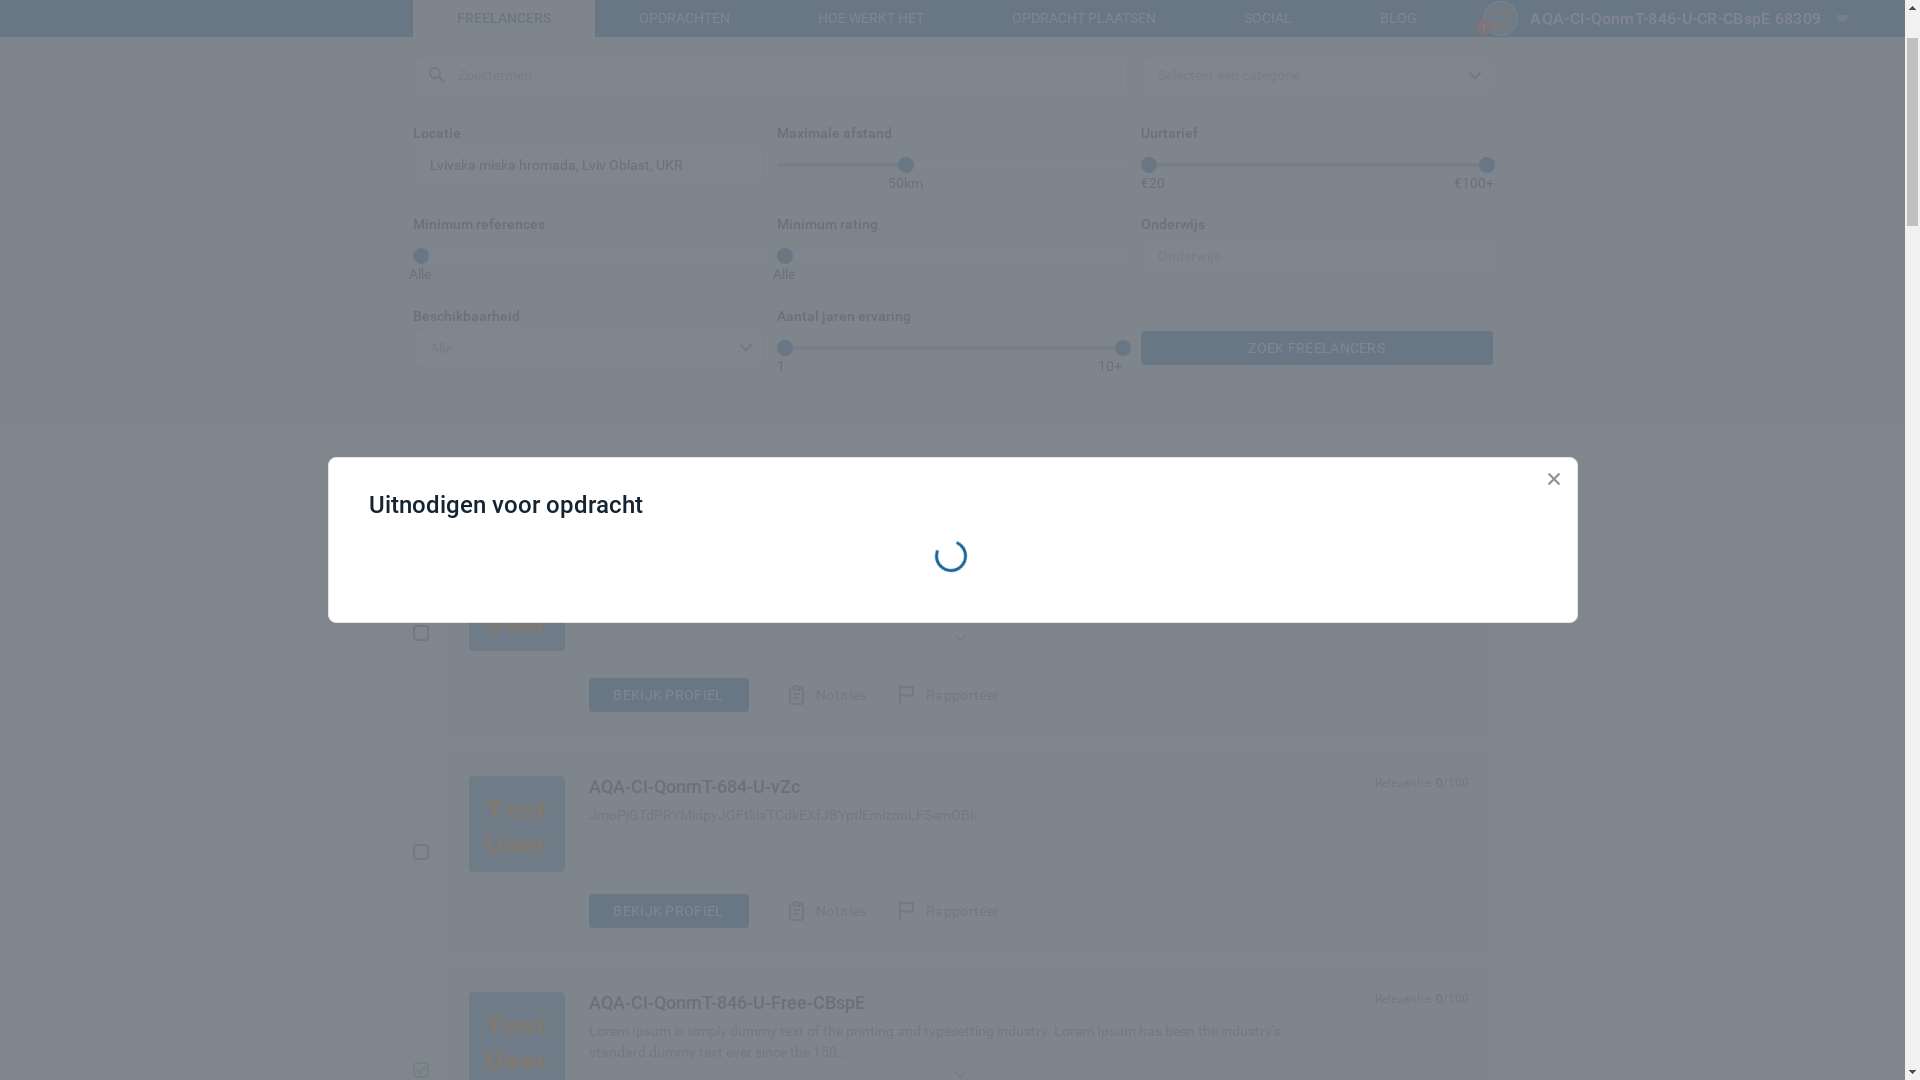 FREELANCERS OPDRACHTEN HOE WERKT HET OPDRACHT PLAATSEN SOCIAL BLOG AQA-CI-QonmT-846-U-CR-CBspE 68309
Zoektermen Selecteer een categorie
Locatie Maximale afstand Uurtarief
Lvivska miska hromada, Lviv Oblast, UKR
50km €20 €100+
Minimum references Minimum rating Onderwijs
Onderwijs
Alle Alle
Beschikbaarheid Aantal jaren ervaring
Alle ZOEK FREELANCERS
1 10+
Uitnodigen voor opdracht
BEKIJK PROFIEL Notities Rapporteer
AQA-CI-QonmT-684-U-vZc Relevantie: 0/100
Test
User
BEKIJK PROFIEL Notities Rapporteer
AQA-CI-QonmT-846-U-Free-CBspE Relevantie: 0/100
Test
Lorem Ipsum is simply dummy text of the printing and typesetting industry. Lorem Ipsum has been the industry's
standard dummy text ever since the 150...
User